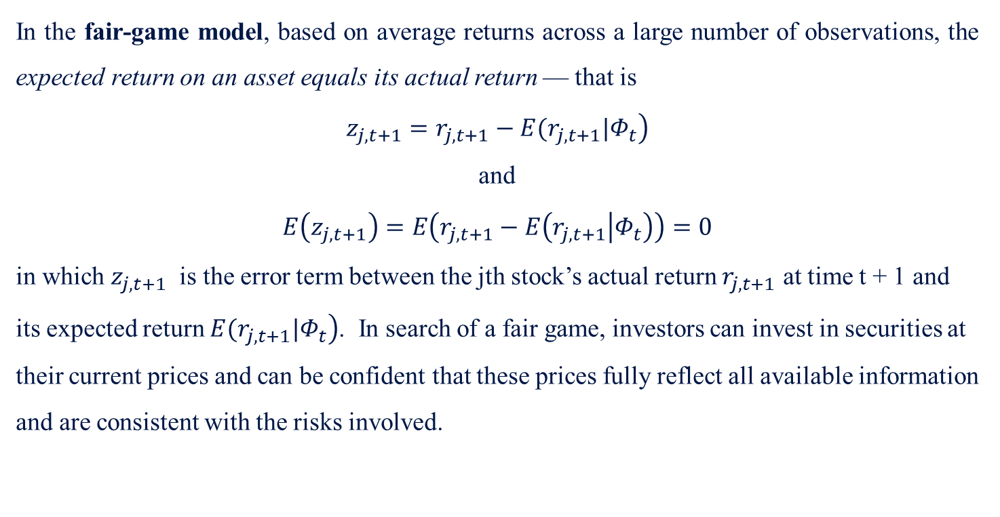 In the fair-game model, based on average returns across a large number of observations, the
expected return on an asset equals its actual return — that is
z_{j,t+1} = r_{j,t+1} − E(r_{j,t+1}|Φ_t)
and
E(z_{j,t+1}) = E(r_{j,t+1} − E(r_{j,t+1}|Φ_t)) = 0
in which z_{j,t+1} is the error term between the jth stock’s actual return r_{j,t+1} at time t + 1 and
its expected return E(r_{j,t+1}|Φ_t). In search of a fair game, investors can invest in securities at
their current prices and can be confident that these prices fully reflect all available information
and are consistent with the risks involved.